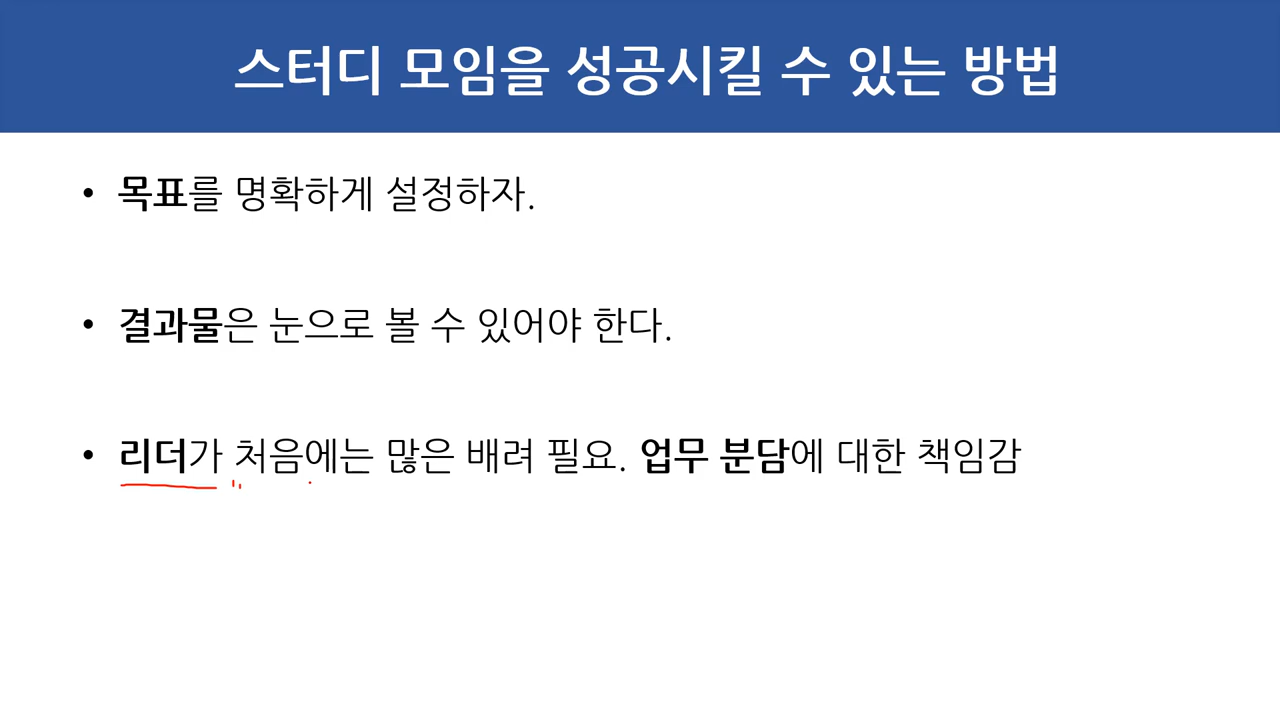 스터디 모임을 성공시킬 수 있는 방법
• 목표를 명확하게 설정하자.
• 결과물은 눈으로 볼 수 있어야 한다.
• 리더가 처음에는 많은 배려 필요. 업무 분담에 대한 책임감